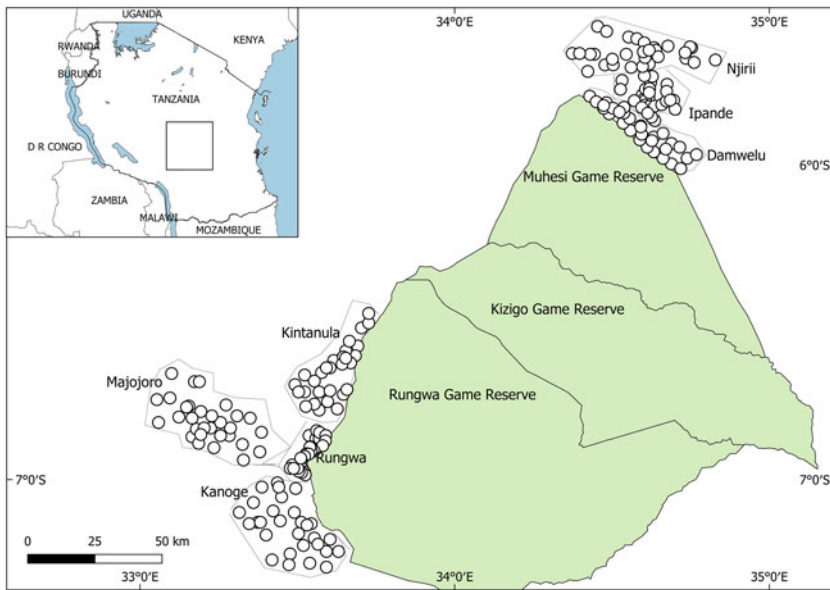 34°0'E
35°0'E
UGANDA
KENYA
RWANDA
BURUNDI
TANZANIA
D R CONGO
ZAMBIA
MALAWI
MOZAMBIQUE
Njirii
Ipande
Damwelu
6°0'S
Muhesi Game Reserve
Kizigo Game Reserve
Kintanula
Majojoro
Rungwa Game Reserve
Rungwa
7°0'S
Kanoge
7°0'S
0 25 50 km
33°0'E
34°0'E
35°0'E